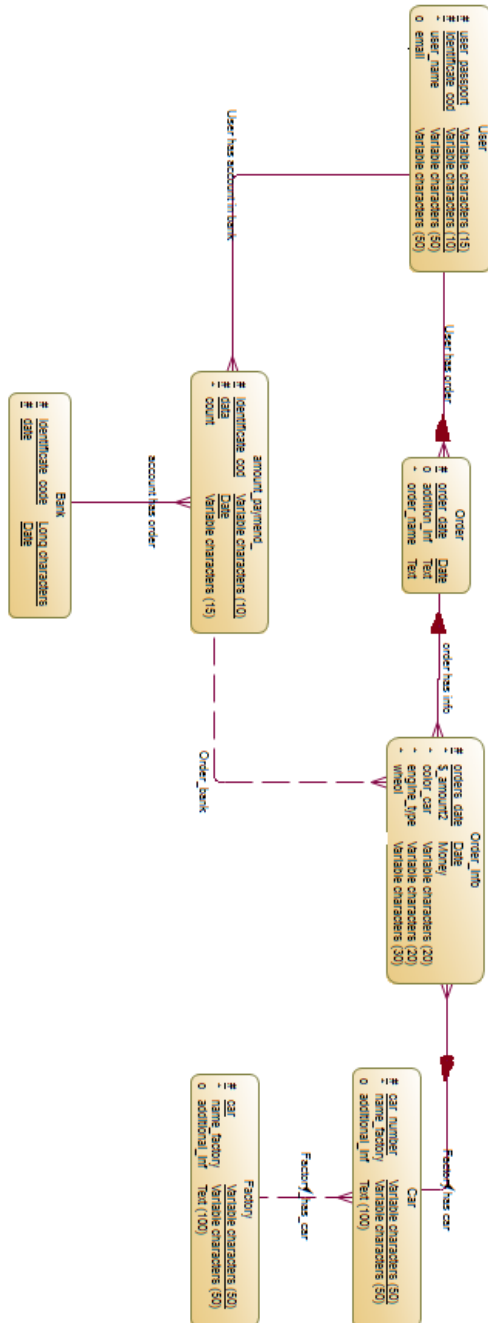 User
# user_passport Variable characters (15)
# identificate_cod Variable characters (10)
* user_name Variable characters (50)
o email Variable characters (50)
User has order
User has account in bank
Order
# order_date Date
o addition_inf Text
* order_name Text
order has info
amount_paymend_
# identificate_cod Variable characters (10)
# data Date
* count Variable characters (15)
account has order
Bank
# identificate_code Long characters
# date Date
Order_bank
Order_info
# orders_date Date
* $_amount2 Money
* color_car Variable characters (20)
* engine_type Variable characters (20)
* wheol Variable characters (30)
Factory has car
Car
# car_number Variable characters (50)
* name_factory Variable characters (50)
o additional_inf Text (100)
Factory_has_car
Factory
# car Variable characters (50)
* name_factory Variable characters (50)
o additional_inf Text (100)